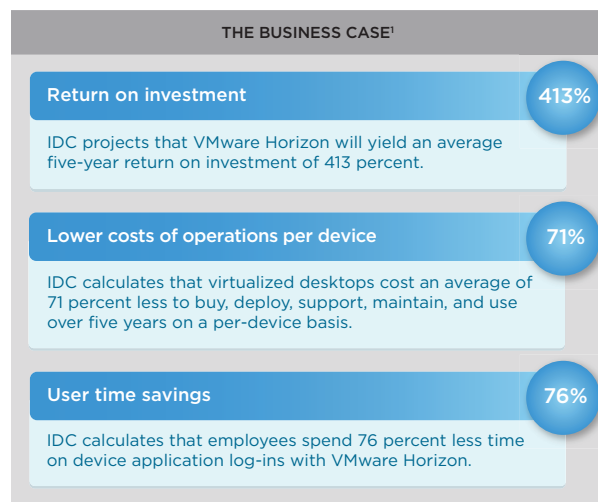 THE BUSINESS CASE¹
Return on investment
413%
IDC projects that VMware Horizon will yield an average
five-year return on investment of 413 percent.
Lower costs of operations per device
71%
IDC calculates that virtualized desktops cost an average of
71 percent less to buy, deploy, support, maintain, and use
over five years on a per-device basis.
User time savings
76%
IDC calculates that employees spend 76 percent less time
on device application log-ins with VMware Horizon.